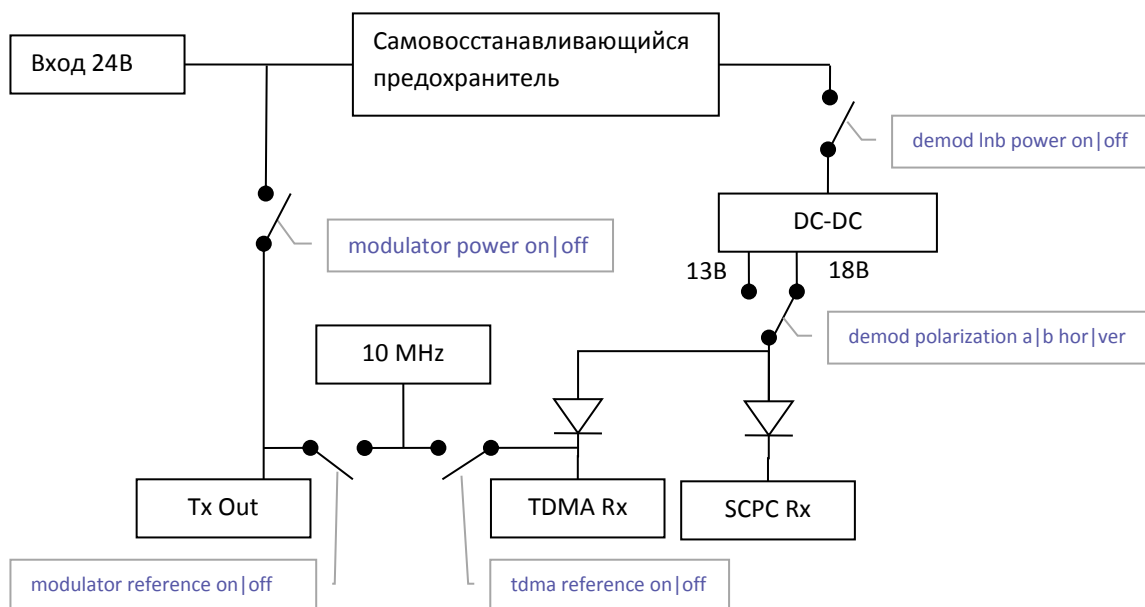 Вход 24В
Самовосстанавливающийся
предохранитель
demod lnb power on|off
DC-DC
modulator power on|off
13В
18В
demod polarization a|b hor|ver
10 MHz
Tx Out
TDMA Rx
SCPC Rx
modulator reference on|off
tdma reference on|off